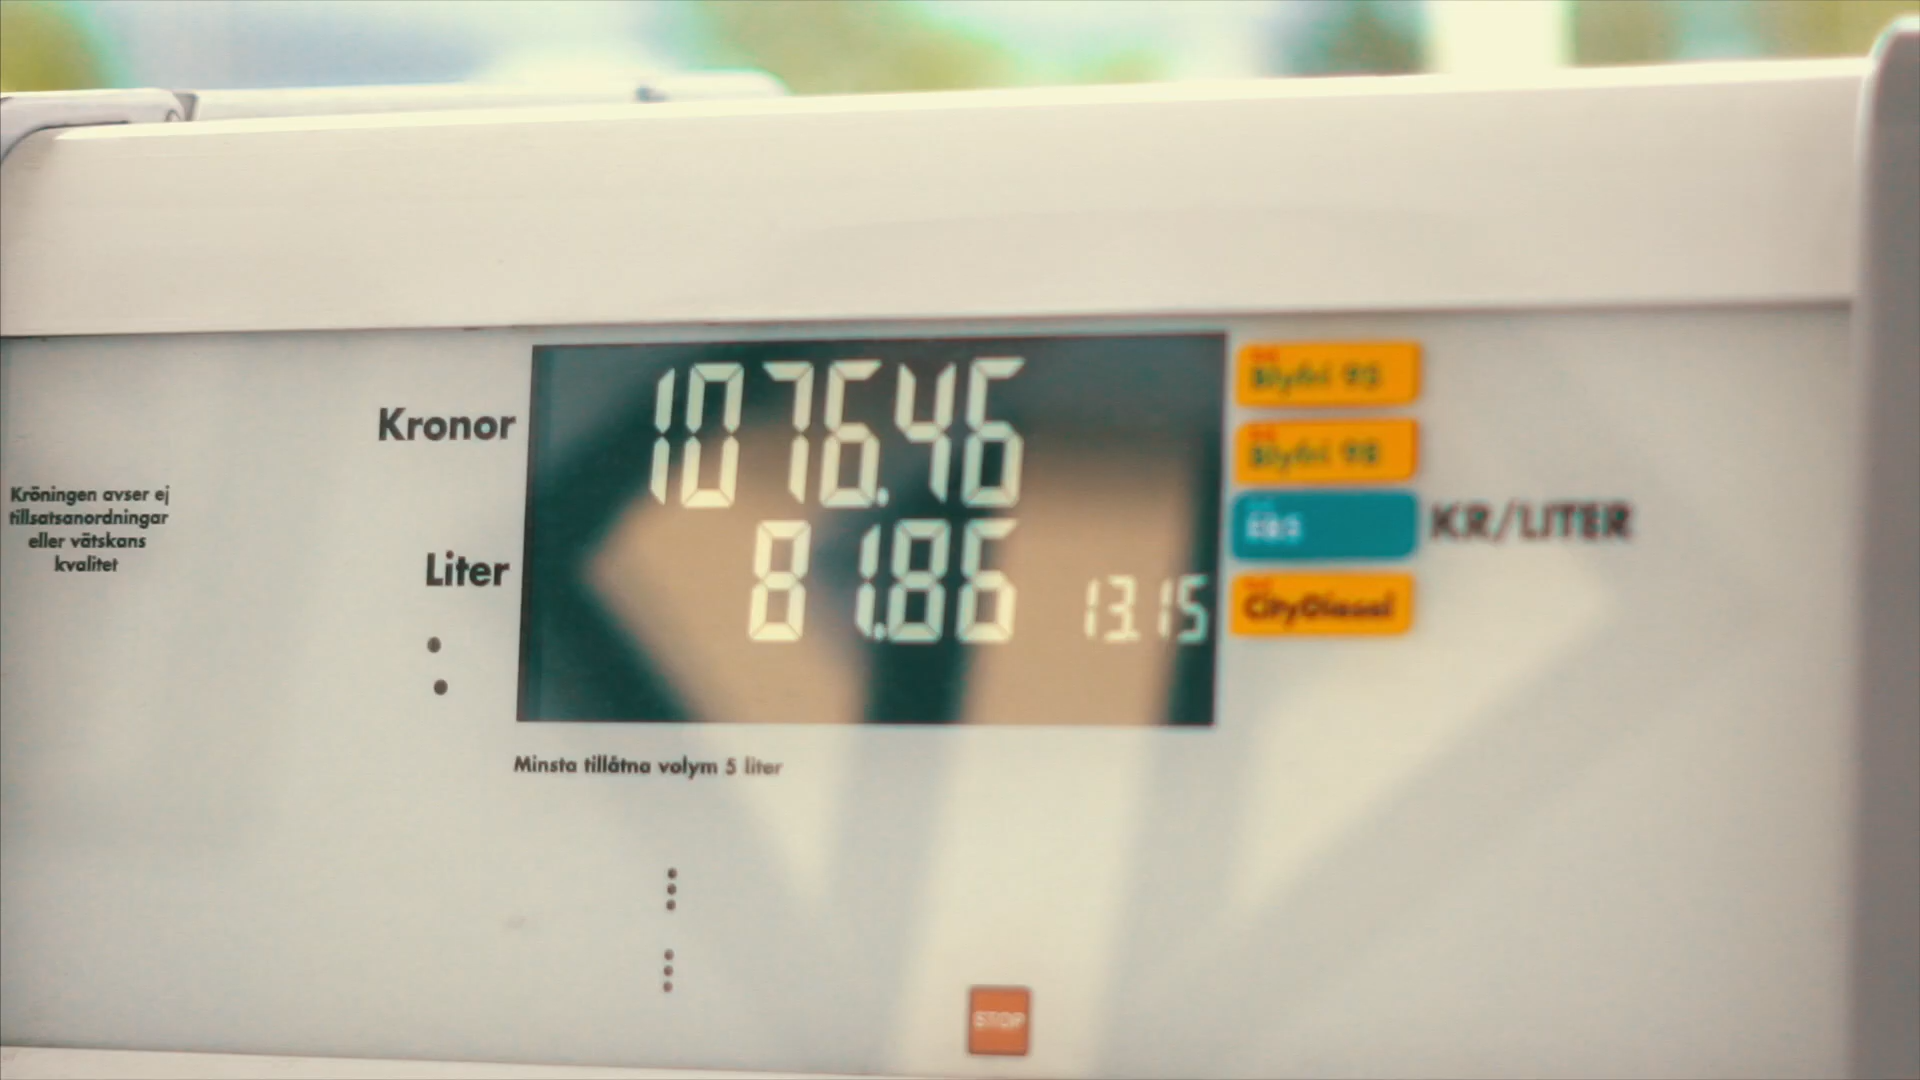 Kronor
1076.46
Kröningen avser ej
tillsatsanordningar
eller vätskans
kvalitet
Liter
81.86
13.15
Blyfri 95
Blyfri 98
E85
CityDiesel
KR/LITER
Minsta tillåtna volym 5 liter
STOP